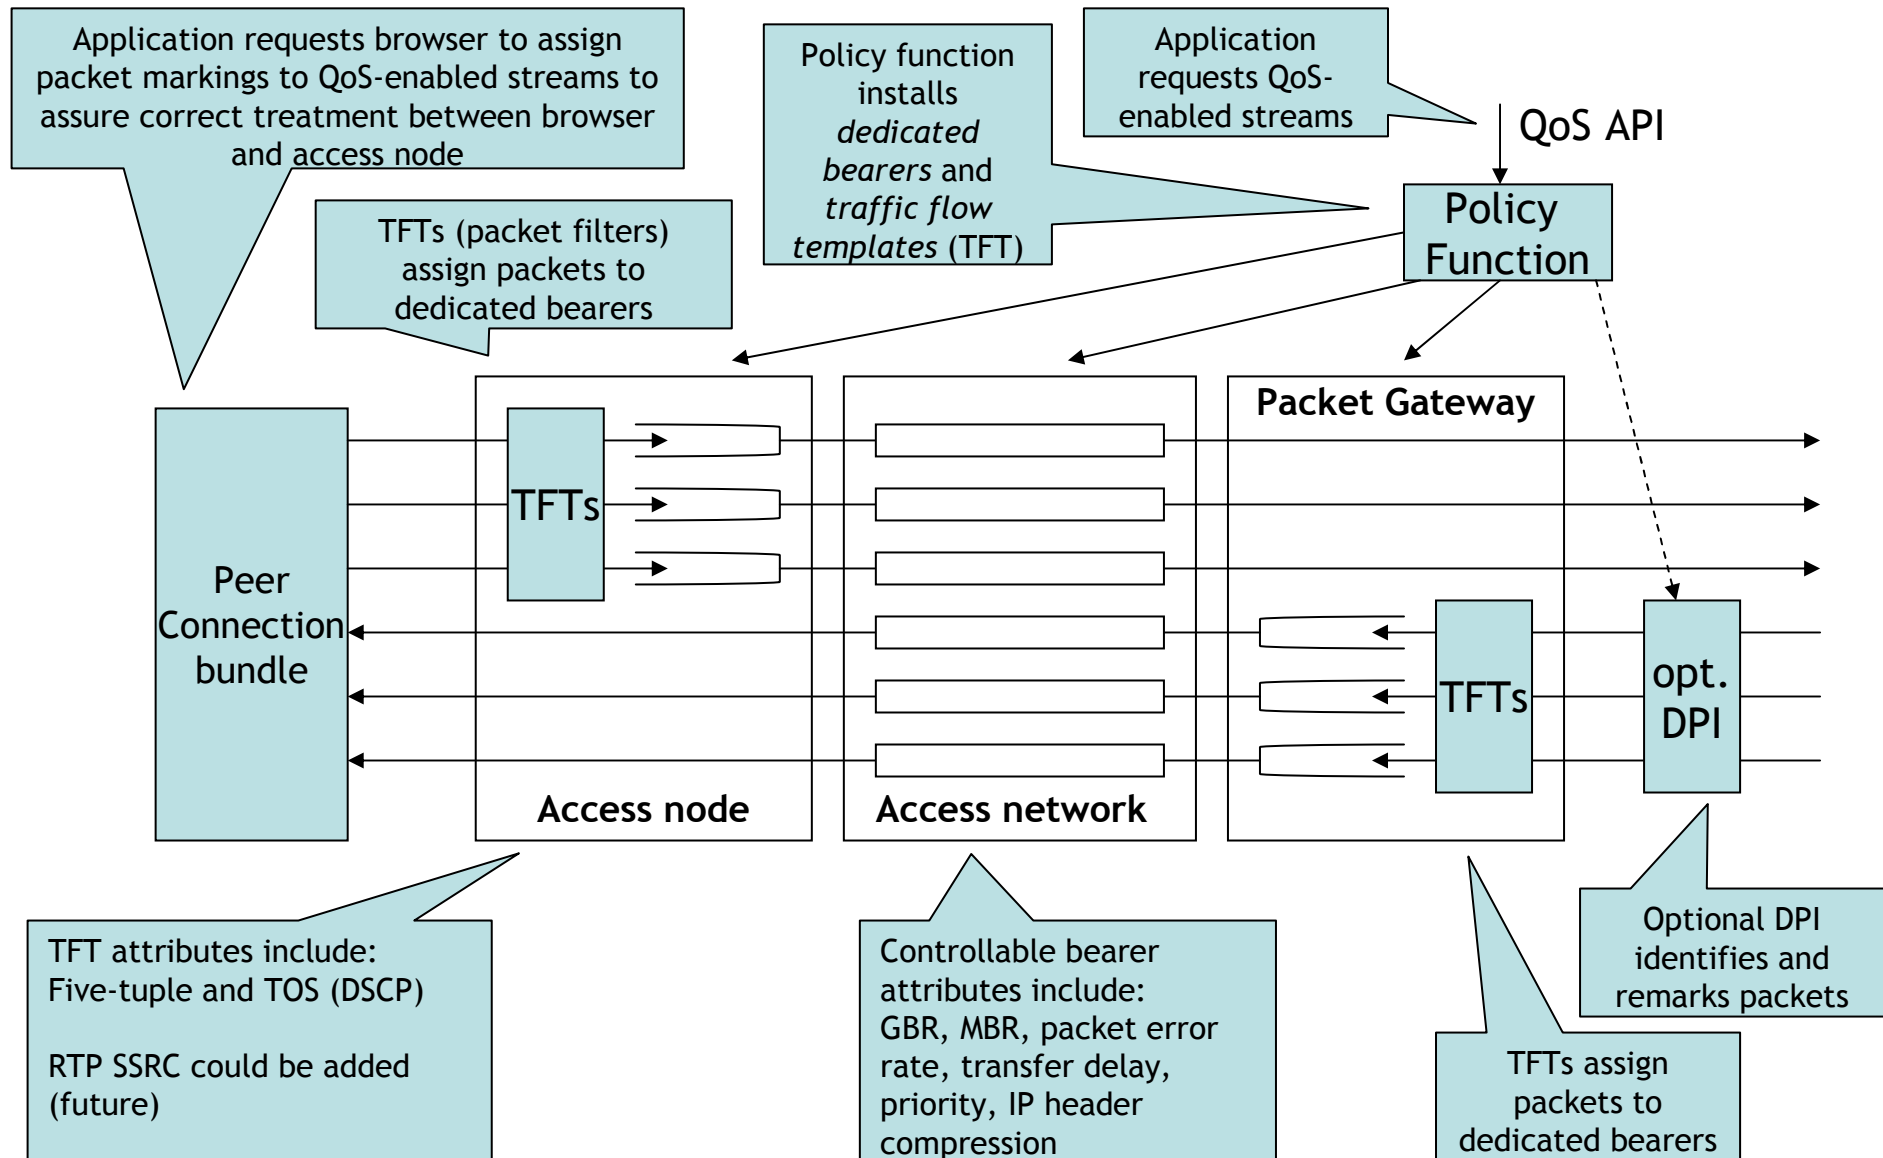 Application requests browser to assign
packet markings to QoS-enabled streams to
assure correct treatment between browser
and access node
Policy function
installs
dedicated
bearers and
traffic flow
templates (TFT)
Application
requests QoS-
enabled streams
QoS API
Policy
Function
TFTs (packet filters)
assign packets to
dedicated bearers
Packet Gateway
TFTs
Peer
Connection
bundle
TFTs
opt.
DPI
Access node
Access network
TFT attributes include:
Five-tuple and TOS (DSCP)
RTP SSRC could be added
(future)
Controllable bearer
attributes include:
GBR, MBR, packet error
rate, transfer delay,
priority, IP header
compression
Optional DPI
identifies and
remarks packets
TFTs assign
packets to
dedicated bearers